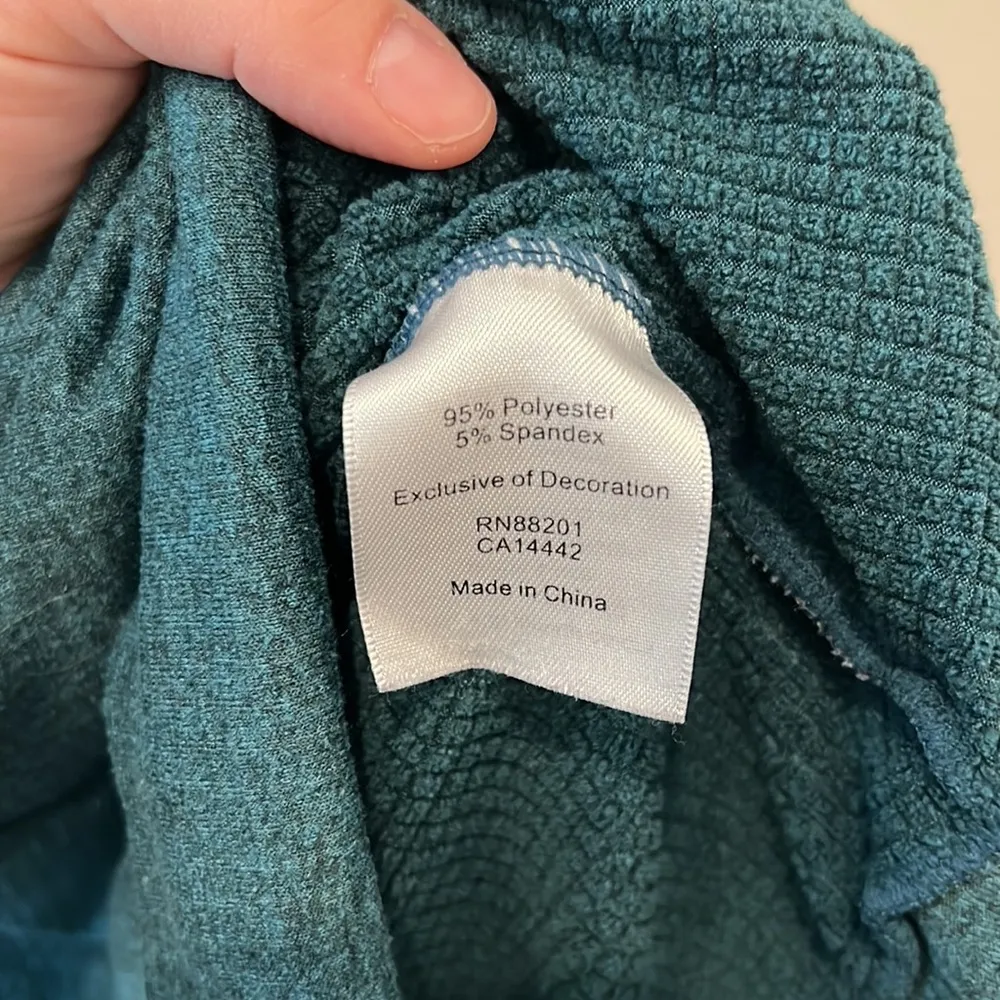 95% Polyester
5% Spandex
Exclusive of Decoration
RN88201
CA14442
Made in China